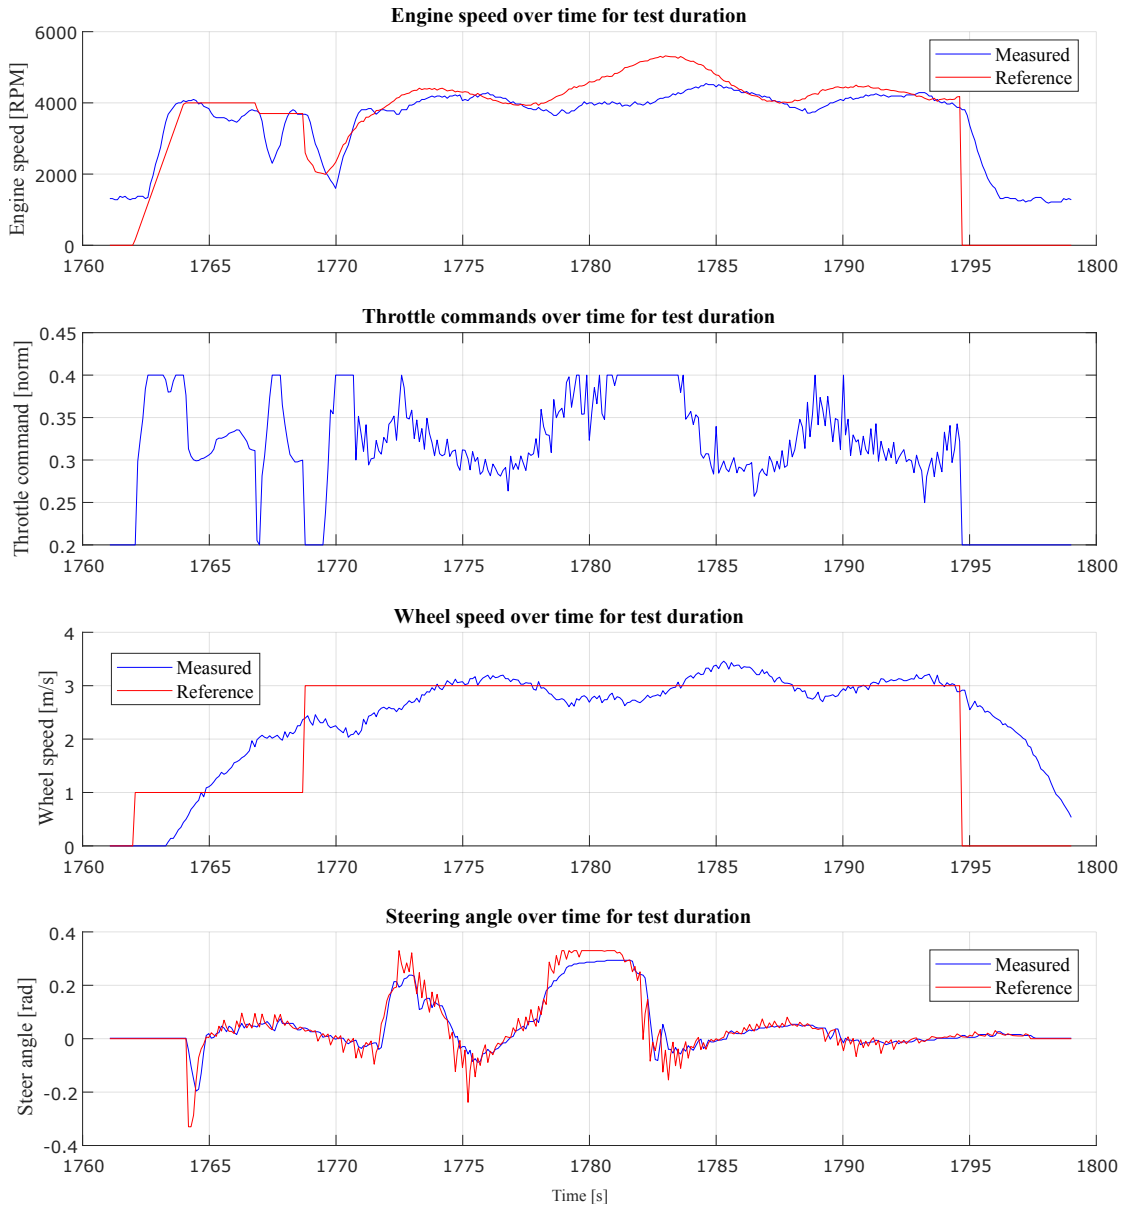 Engine speed over time for test duration
Engine speed [RPM]
6000
4000
2000
0
Measured
Reference
1760 1765 1770 1775 1780 1785 1790 1795 1800
Throttle commands over time for test duration
Throttle command [norm]
0.45
0.4
0.35
0.3
0.25
0.2
1760 1765 1770 1775 1780 1785 1790 1795 1800
Wheel speed over time for test duration
Wheel speed [m/s]
4
3
2
1
0
Measured
Reference
1760 1765 1770 1775 1780 1785 1790 1795 1800
Steering angle over time for test duration
Steer angle [rad]
0.4
0.2
0
-0.2
-0.4
Measured
Reference
1760 1765 1770 1775 1780 1785 1790 1795 1800
Time [s]